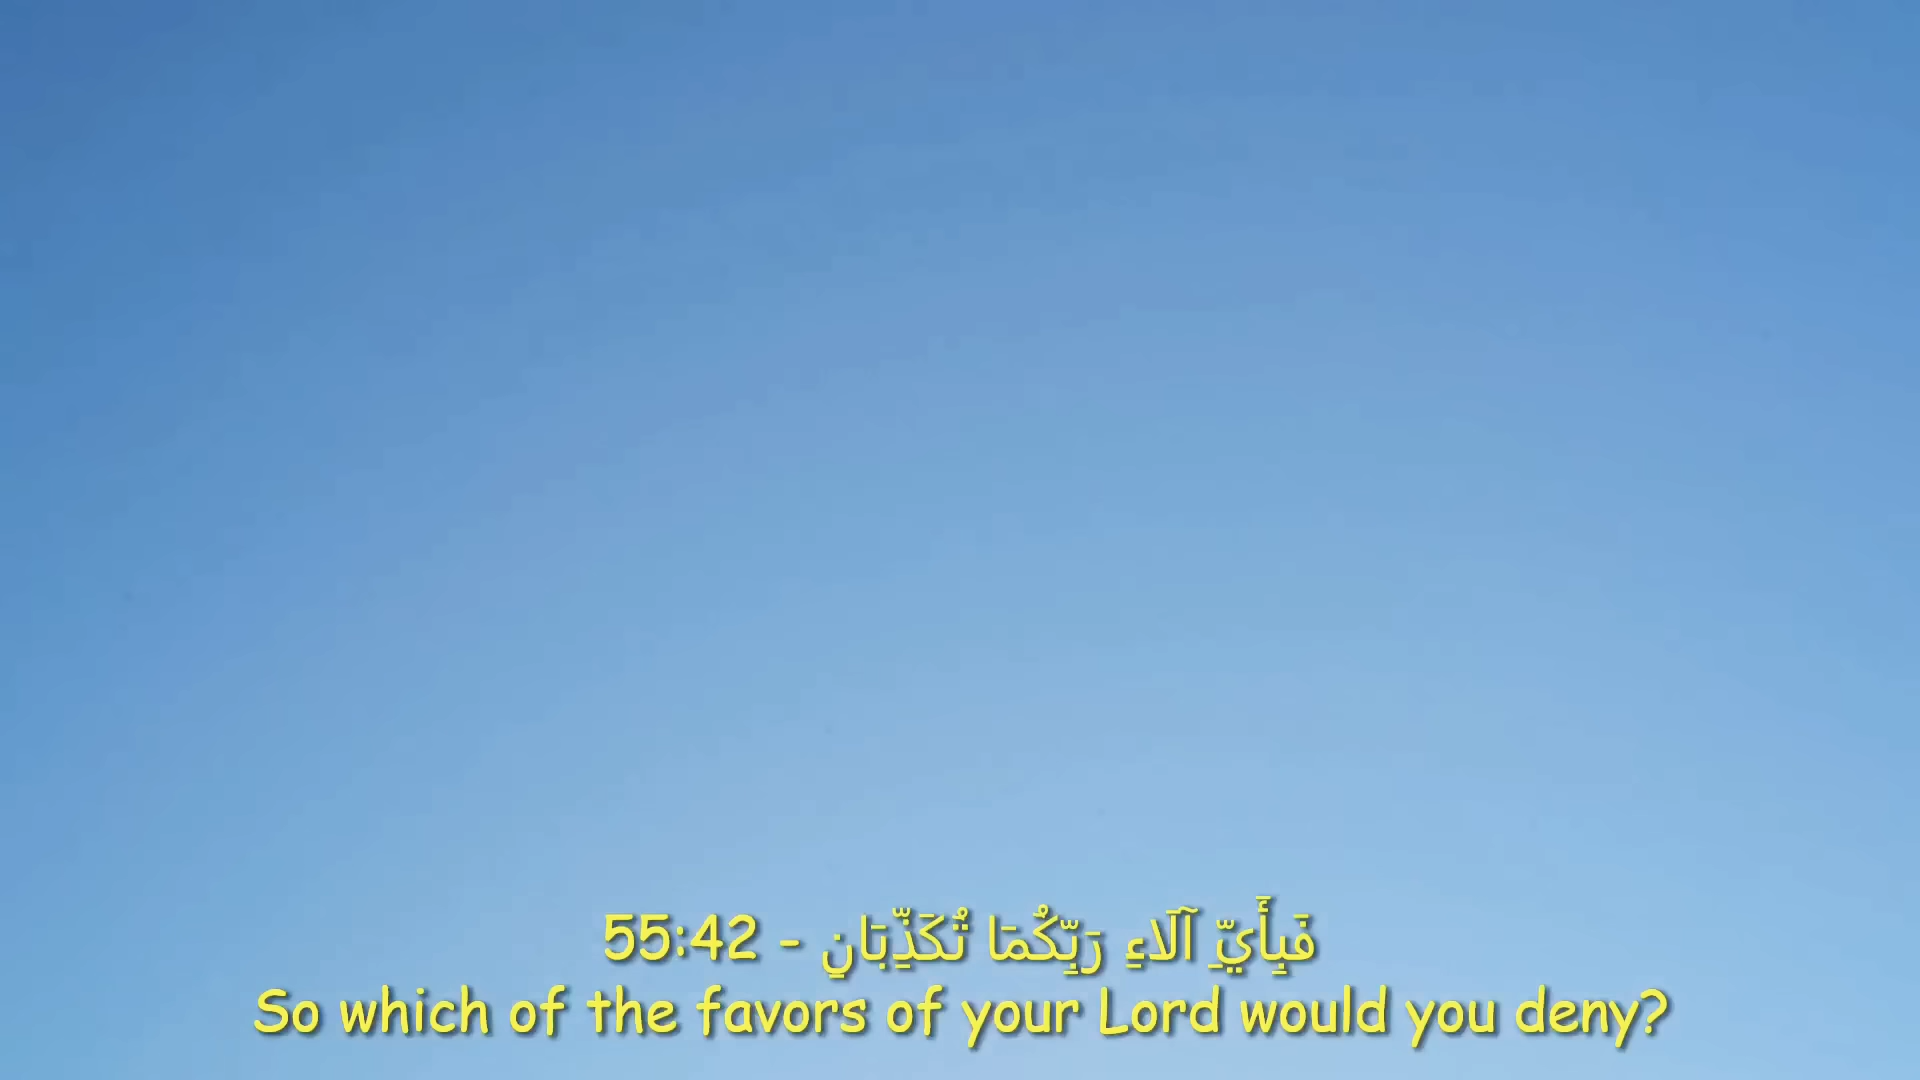 فَبِأَيِّ آلَاءِ رَبِّكُمَا تُكَذِّبَانِ - 55:42
So which of the favors of your Lord would you deny?